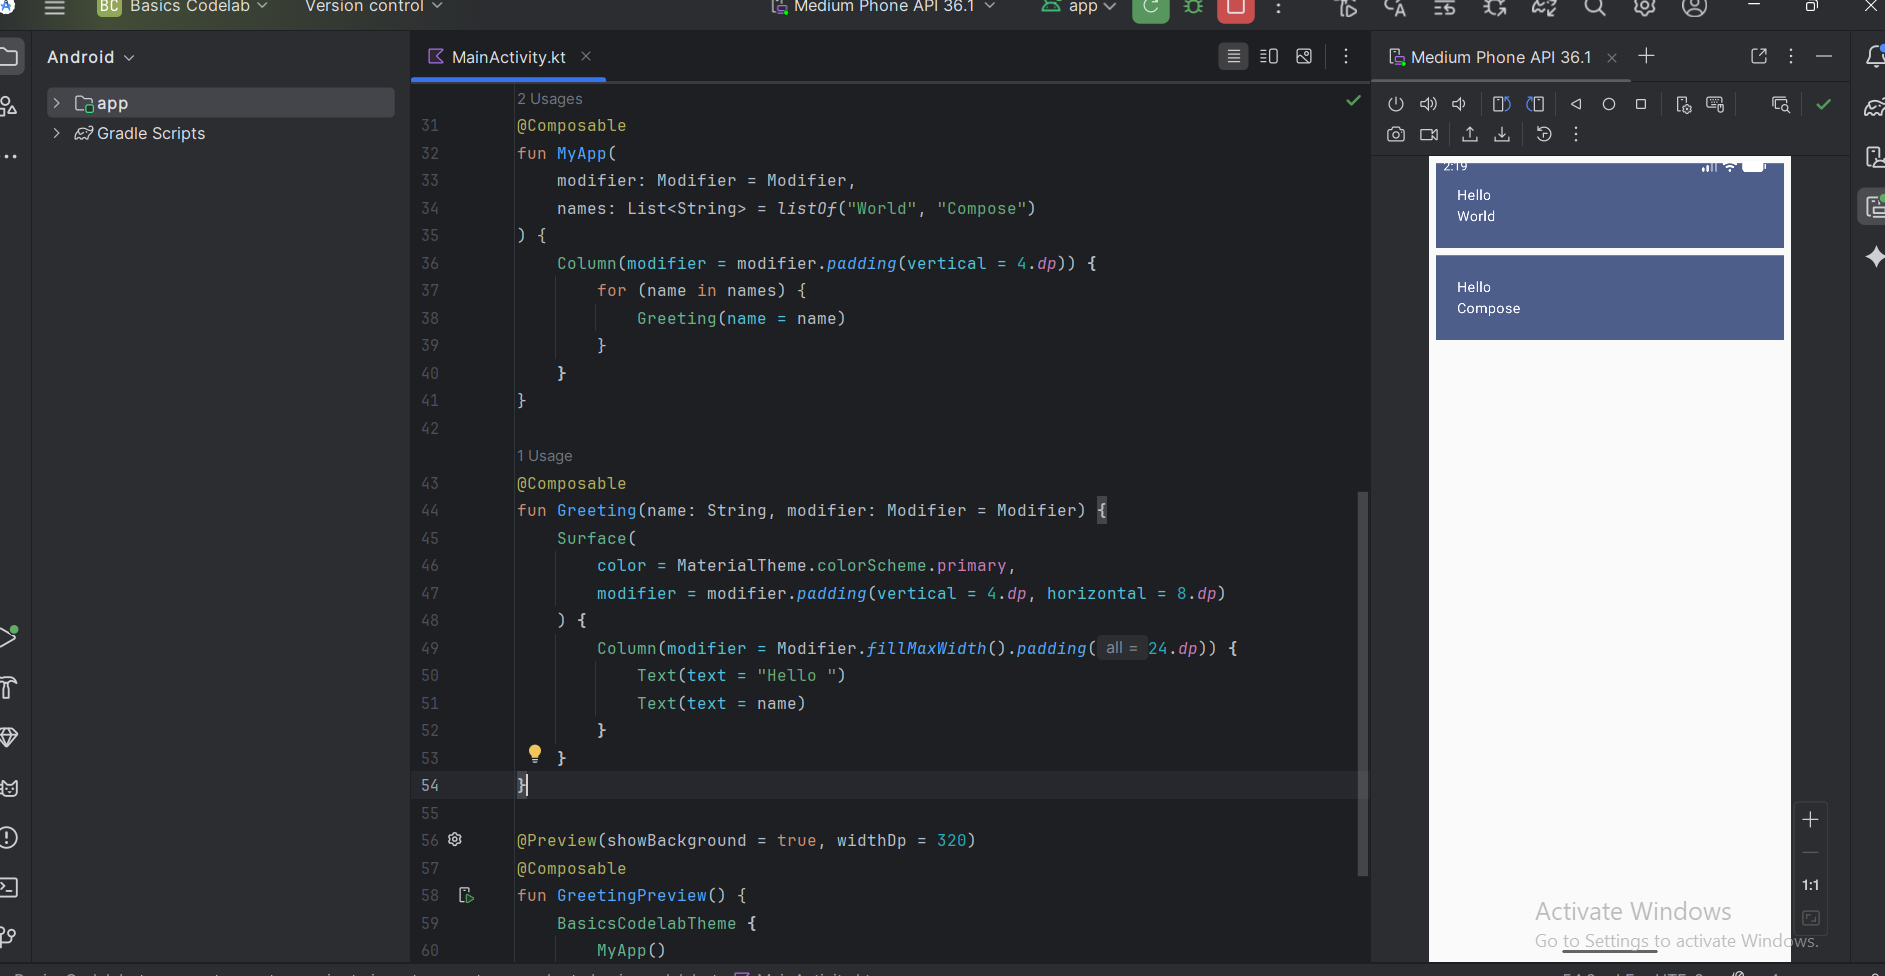 BC Basics Codelab
Version control
Medium Phone API 36.1
app
Android
MainActivity.kt
Medium Phone API 36.1
app
Gradle Scripts
2 Usages
31 @Composable
32 fun MyApp(
33 modifier: Modifier = Modifier,
34 names: List<String> = listOf("World", "Compose")
35 ) {
36 Column(modifier = modifier.padding(vertical = 4.dp)) {
37 for (name in names) {
38 Greeting(name = name)
39 }
40 }
41 }
42
1 Usage
43 @Composable
44 fun Greeting(name: String, modifier: Modifier = Modifier) {
45 Surface(
46 color = MaterialTheme.colorScheme.primary,
47 modifier = modifier.padding(vertical = 4.dp, horizontal = 8.dp)
48 ) {
49 Column(modifier = Modifier.fillMaxWidth().padding( all = 24.dp)) {
50 Text(text = "Hello ")
51 Text(text = name)
52 }
53 }
54 }
55
56 @Preview(showBackground = true, widthDp = 320)
57 @Composable
58 fun GreetingPreview() {
59 BasicsCodelabTheme {
60 MyApp()
2:19
Hello
World
Hello
Compose
1:1
Activate Windows
Go to Settings to activate Windows.